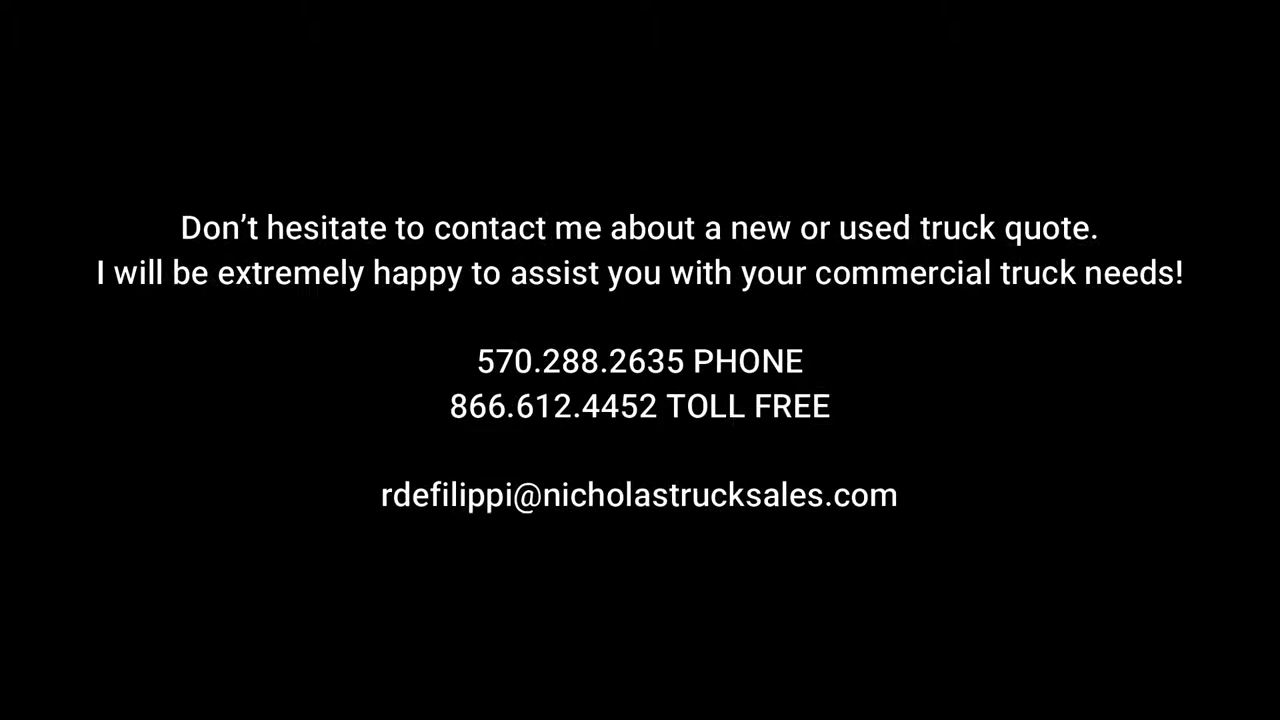 Don’t hesitate to contact me about a new or used truck quote.
I will be extremely happy to assist you with your commercial truck needs!
570.288.2635 PHONE
866.612.4452 TOLL FREE
rdefilippi@nicholastrucksales.com